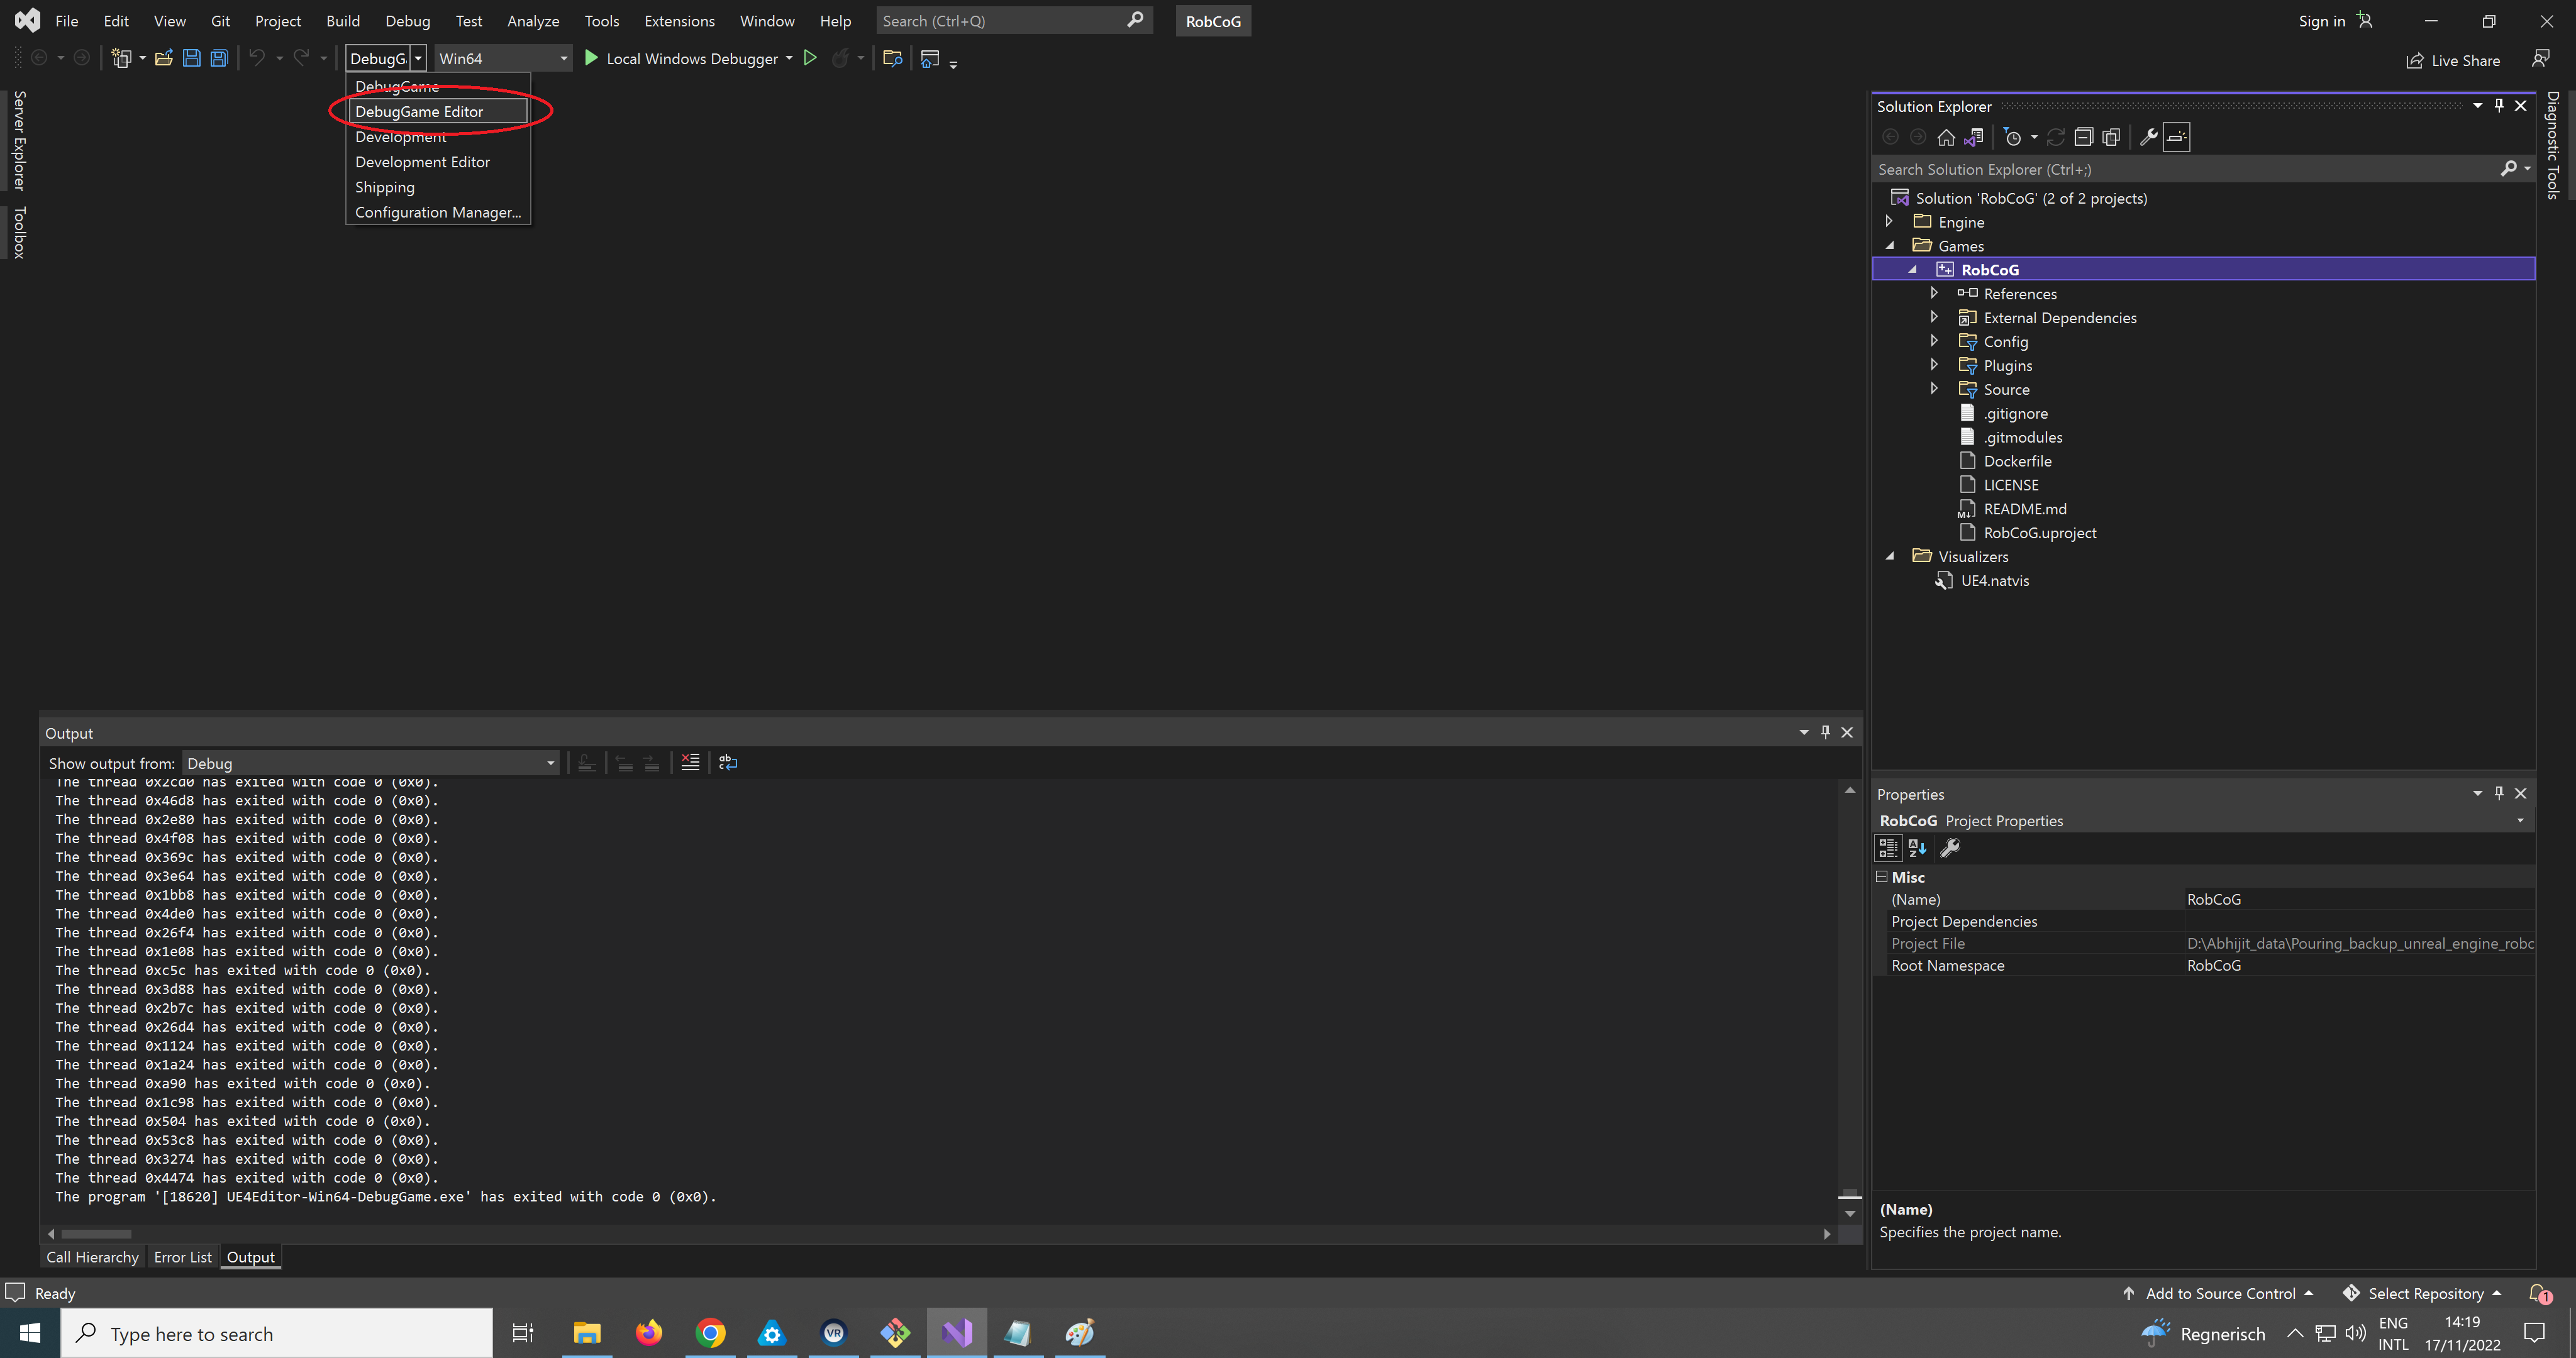 File Edit View Git Project Build Debug Test Analyze Tools Extensions Window Help Search (Ctrl+Q) RobCoG Sign in
DebugG Win64 Local Windows Debugger Live Share
DebugGame
DebugGame Editor
Development
Development Editor
Shipping
Configuration Manager...
Server Explorer
Toolbox
Solution Explorer
Search Solution Explorer (Ctrl+;)
Solution 'RobCoG' (2 of 2 projects)
Engine
Games
RobCoG
References
External Dependencies
Config
Plugins
Source
.gitignore
.gitmodules
Dockerfile
LICENSE
README.md
RobCoG.uproject
Visualizers
UE4.natvis
Diagnostic Tools
Output
Show output from: Debug
The thread 0x2cd0 has exited with code 0 (0x0).
The thread 0x46d8 has exited with code 0 (0x0).
The thread 0x2e80 has exited with code 0 (0x0).
The thread 0x4f08 has exited with code 0 (0x0).
The thread 0x369c has exited with code 0 (0x0).
The thread 0x3e64 has exited with code 0 (0x0).
The thread 0x1bb8 has exited with code 0 (0x0).
The thread 0x4de0 has exited with code 0 (0x0).
The thread 0x26f4 has exited with code 0 (0x0).
The thread 0x1e08 has exited with code 0 (0x0).
The thread 0xc5c has exited with code 0 (0x0).
The thread 0x3d88 has exited with code 0 (0x0).
The thread 0x2b7c has exited with code 0 (0x0).
The thread 0x26d4 has exited with code 0 (0x0).
The thread 0x1124 has exited with code 0 (0x0).
The thread 0x1a24 has exited with code 0 (0x0).
The thread 0xa90 has exited with code 0 (0x0).
The thread 0x1c98 has exited with code 0 (0x0).
The thread 0x504 has exited with code 0 (0x0).
The thread 0x53c8 has exited with code 0 (0x0).
The thread 0x3274 has exited with code 0 (0x0).
The thread 0x4474 has exited with code 0 (0x0).
The program '[18620] UE4Editor-Win64-DebugGame.exe' has exited with code 0 (0x0).
Call Hierarchy Error List Output
Properties
RobCoG Project Properties
Misc
(Name) RobCoG
Project Dependencies
Project File D:\Abhijit_data\Pouring_backup_unreal_engine_robc
Root Namespace RobCoG
(Name)
Specifies the project name.
Ready Add to Source Control Select Repository 1
Type here to search VR Regnerisch ENG INTL 14:19 17/11/2022